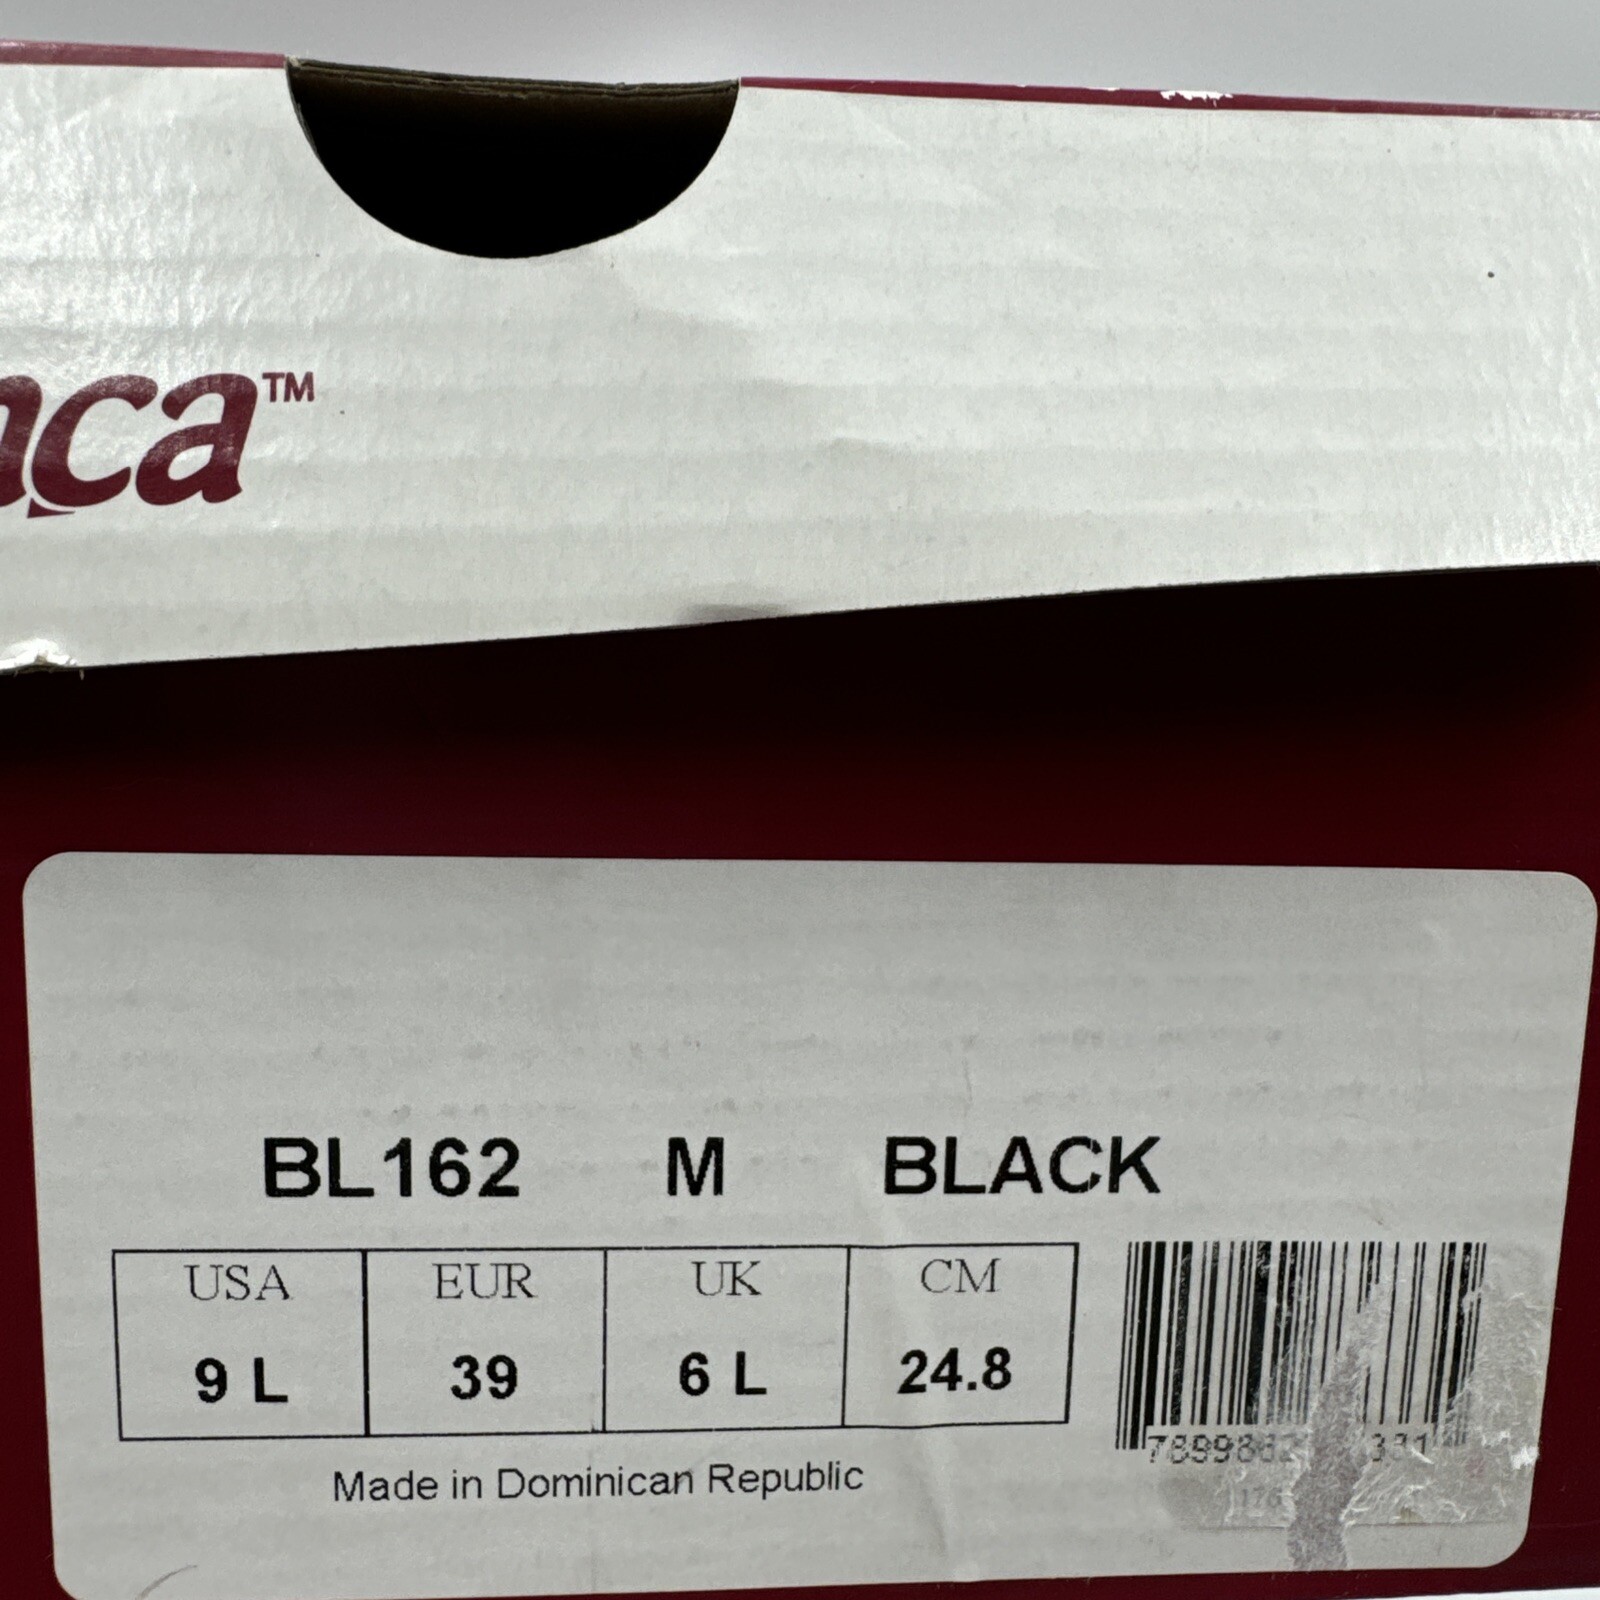 nca™
BL162 M BLACK
USA EUR UK CM
9 L 39 6 L 24.8
Made in Dominican Republic